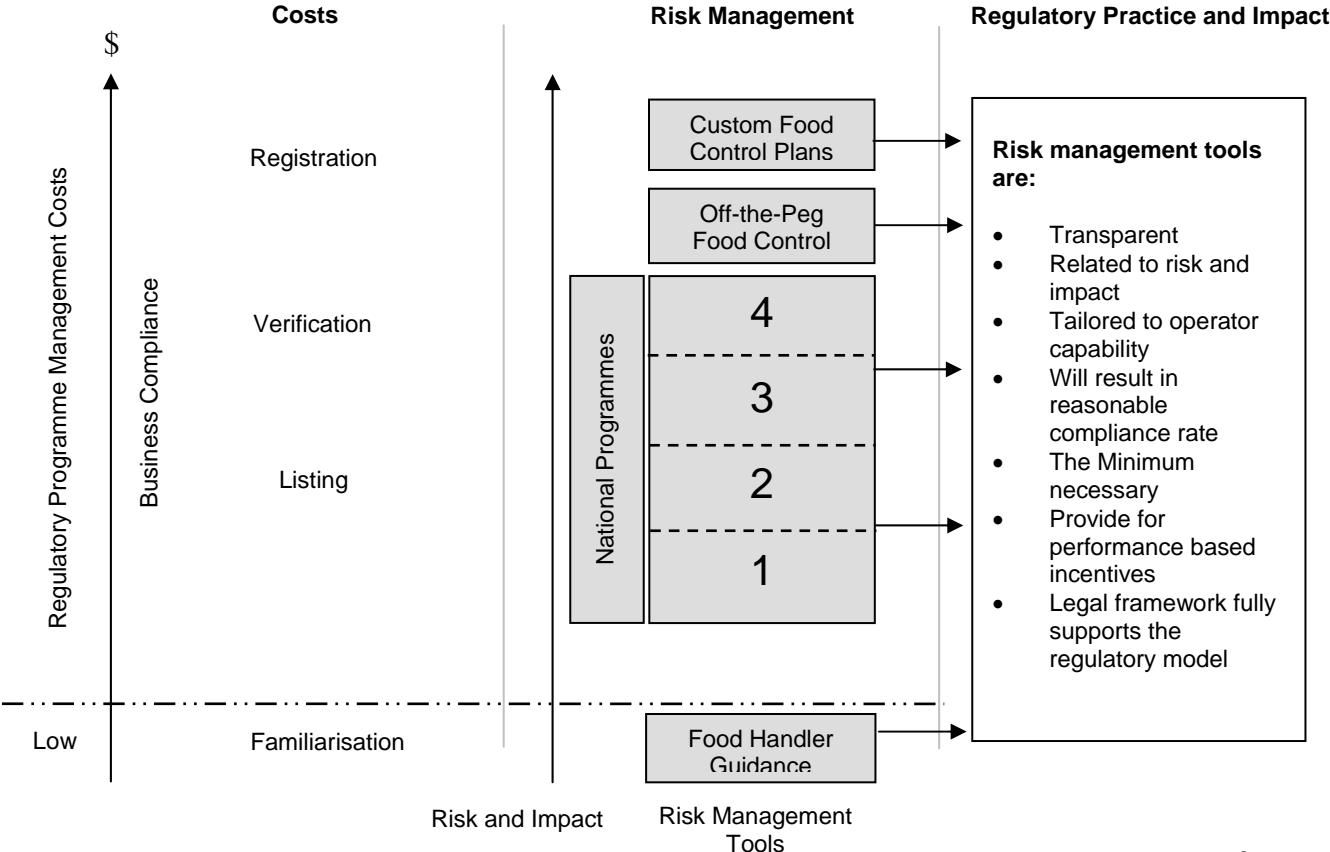 Costs
Risk Management
Regulatory Practice and Impact
$
Regulatory Programme Management Costs
Business Compliance
Registration
Verification
Listing
Low
Familiarisation
Custom Food
Control Plans
Off-the-Peg
Food Control
National Programmes
4
3
2
1
Food Handler
Guidance
Risk and Impact
Risk Management
Tools
Risk management tools
are:
• Transparent
• Related to risk and
impact
• Tailored to operator
capability
• Will result in
reasonable
compliance rate
• The Minimum
necessary
• Provide for
performance based
incentives
• Legal framework fully
supports the
regulatory model